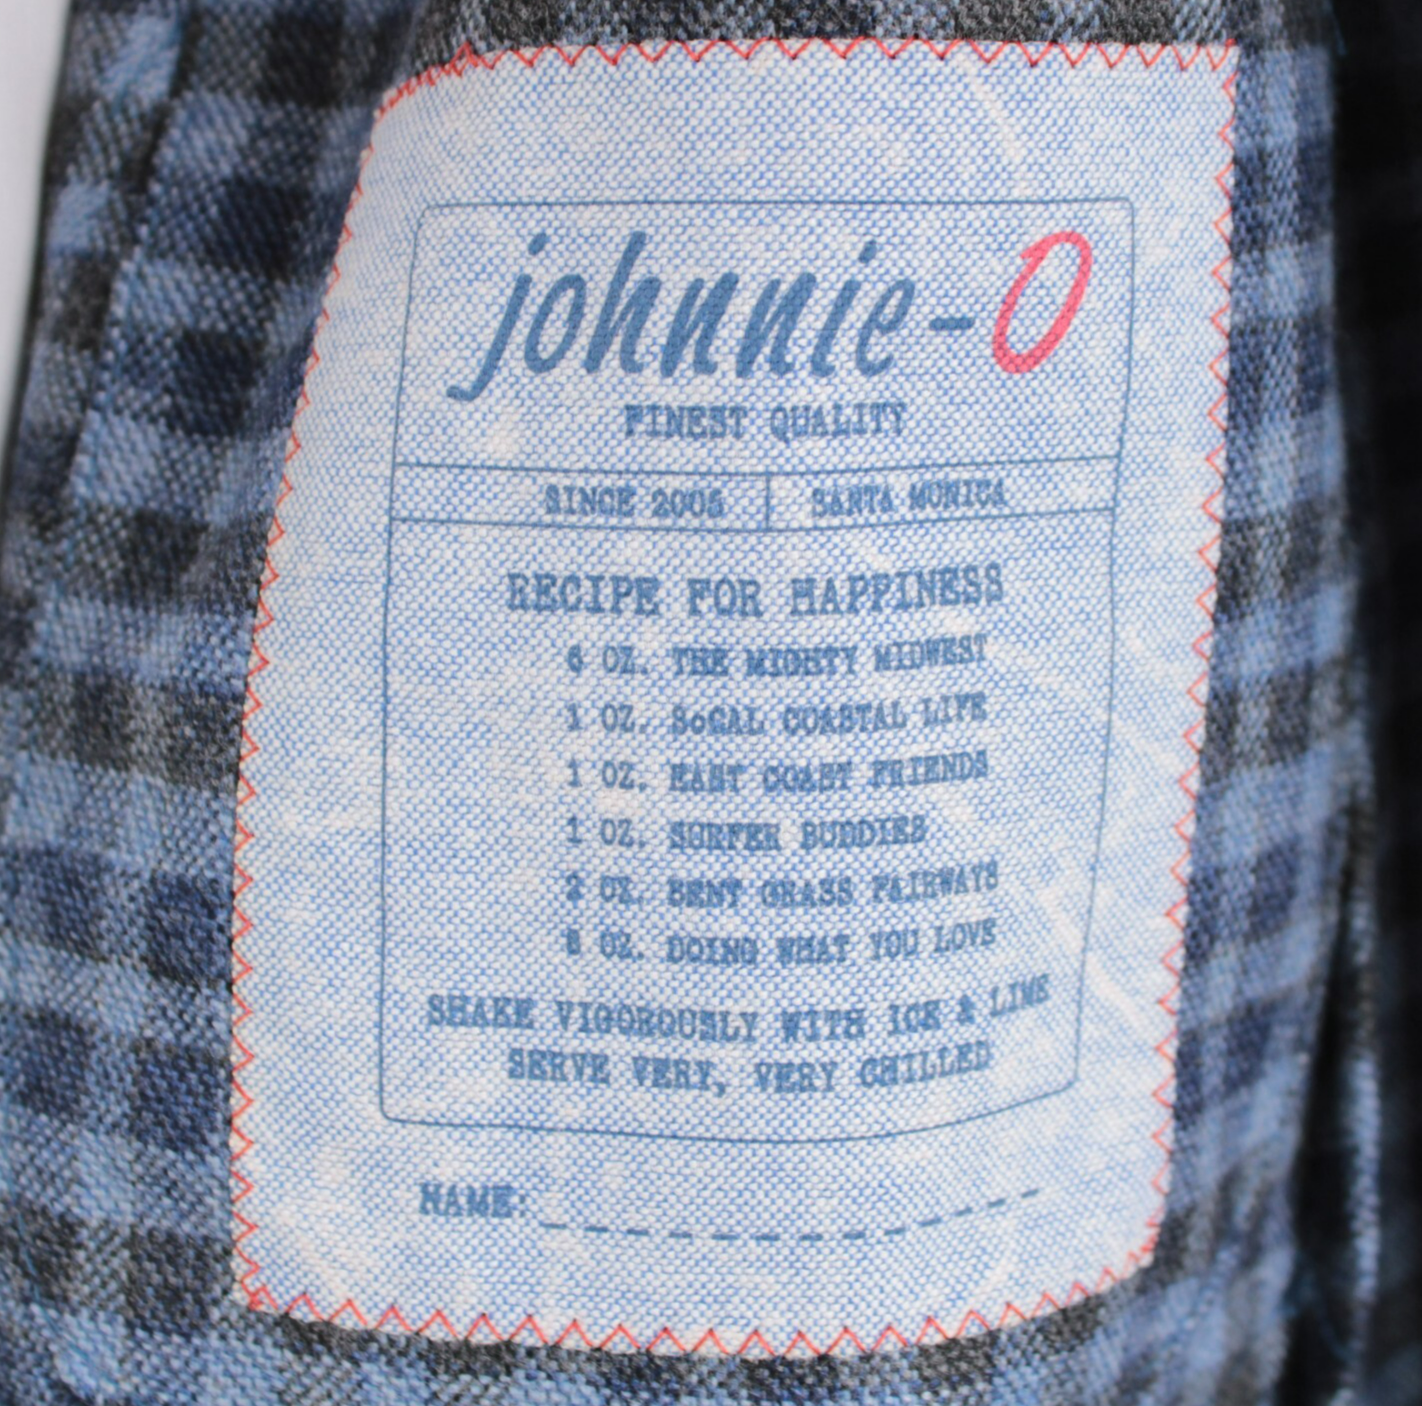 johnnie-O
FINEST QUALITY
SINCE 2005 SANTA MONICA
RECIPE FOR HAPPINESS
6 OZ. THE MIGHTY MIDWEST
1 OZ. SoCAL COASTAL LIFE
1 OZ. EAST COAST FRIENDS
1 OZ. SURFER BUDDIES
2 OZ. BENT GRASS FAIRWAYS
OZ. DOING WHAT YOU LOVE
SHAKE VIGOROUSLY WITH ICE & LIME
SERVE VERY, VERY CHILLED
NAME: